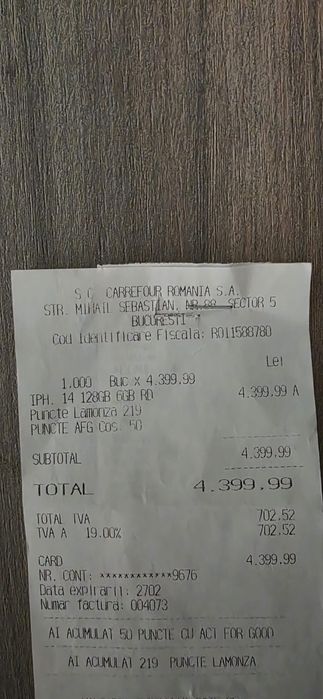 S C CARREFOUR ROMANIA S.A.
STR. MIHAIL SEBASTIAN, NR.88 SECTOR 5
BUCURESTI
Cod Identificare Fiscala: RO11588780
Lei
1.000 Buc x 4.399.99
IPH. 14 128GB 6GB RD 4.399.99 A
Puncte Lamonza 219
PUNCTE AFG Cos. 50
SUBTOTAL 4.399.99
TOTAL 4.399.99
TOTAL TVA 702.52
TVA A 19.00% 702.52
CARD 4.399.99
NR. CONT: ************9676
Data expirarii: 2702
Numar factura: 004073
AI ACUMULAT 50 PUNCTE CU ACT FOR GOOD
AI ACUMULAT 219 PUNCTE LAMONZA